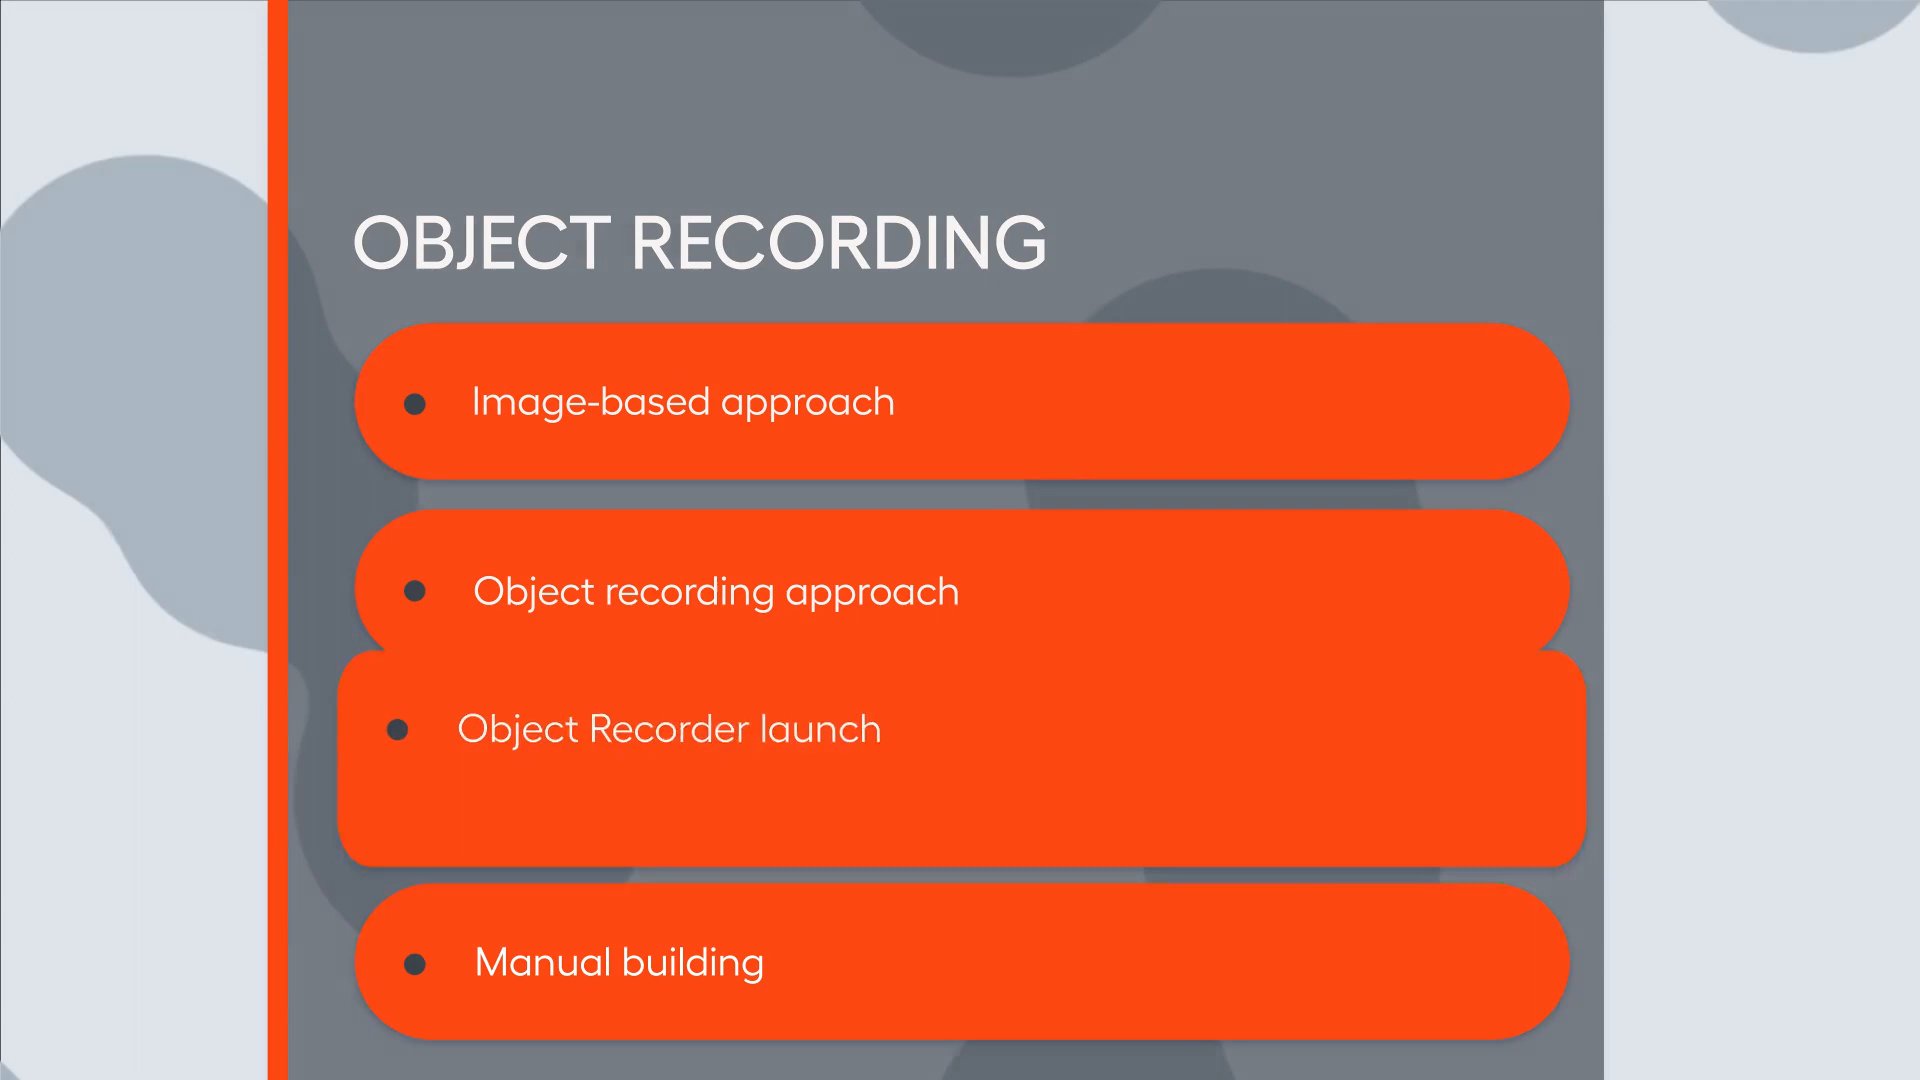 OBJECT RECORDING
Image-based approach
Object recording approach
Object Recorder launch
Manual building